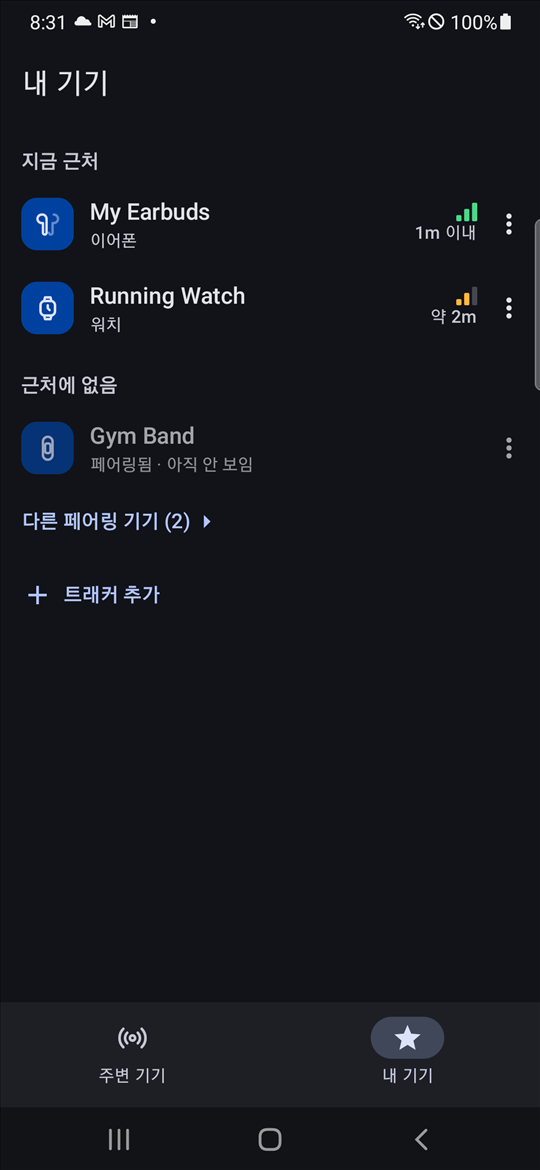 8:31
100%
내 기기
지금 근처
My Earbuds
이어폰
1m 이내
Running Watch
워치
약 2m
근처에 없음
Gym Band
페어링됨 · 아직 안 보임
다른 페어링 기기 (2)
트래커 추가
주변 기기
내 기기